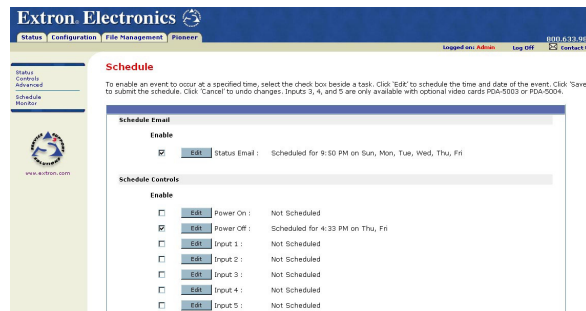 Extron® Electronics
Status Configuration File Management Pioneer
800.633.98
Logged on: Admin Log Off Contact
Status
Controls
Advanced
Schedule
Monitor
www.extron.com
Schedule
To enable an event to occur at a specified time, select the check box beside a task. Click 'Edit' to schedule the time and date of the event. Click 'Save
to submit the schedule. Click 'Cancel' to undo changes. Inputs 3, 4, and 5 are only available with optional video cards PDA-5003 or PDA-5004.
Schedule Email
Enable
Edit Status Email : Scheduled for 9:50 PM on Sun, Mon, Tue, Wed, Thu, Fri
Schedule Controls
Enable
Edit Power On : Not Scheduled
Edit Power Off : Scheduled for 4:33 PM on Thu, Fri
Edit Input 1 : Not Scheduled
Edit Input 2 : Not Scheduled
Edit Input 3 : Not Scheduled
Edit Input 4 : Not Scheduled
Edit Input 5 : Not Scheduled